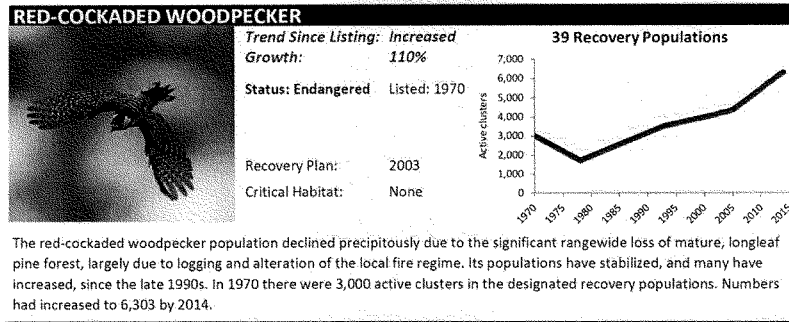 RED-COCKADED WOODPECKER
Trend Since Listing: Increased
Growth: 110%
Status: Endangered Listed: 1970
Recovery Plan: 2003
Critical Habitat: None
39 Recovery Populations
Active clusters
7,000
6,000
5,000
4,000
3,000
2,000
1,000
0
1970 1975 1980 1985 1990 1995 2000 2005 2010 2015
The red-cockaded woodpecker population declined precipitously due to the significant rangewide loss of mature, longleaf
pine forest, largely due to logging and alteration of the local fire regime. Its populations have stabilized, and many have
increased, since the late 1990s. In 1970 there were 3,000 active clusters in the designated recovery populations. Numbers
had increased to 6,303 by 2014.